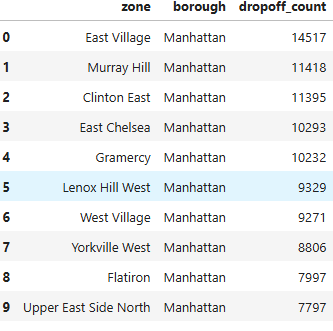 zone borough dropoff_count
0 East Village Manhattan 14517
1 Murray Hill Manhattan 11418
2 Clinton East Manhattan 11395
3 East Chelsea Manhattan 10293
4 Gramercy Manhattan 10232
5 Lenox Hill West Manhattan 9329
6 West Village Manhattan 9271
7 Yorkville West Manhattan 8806
8 Flatiron Manhattan 7997
9 Upper East Side North Manhattan 7797